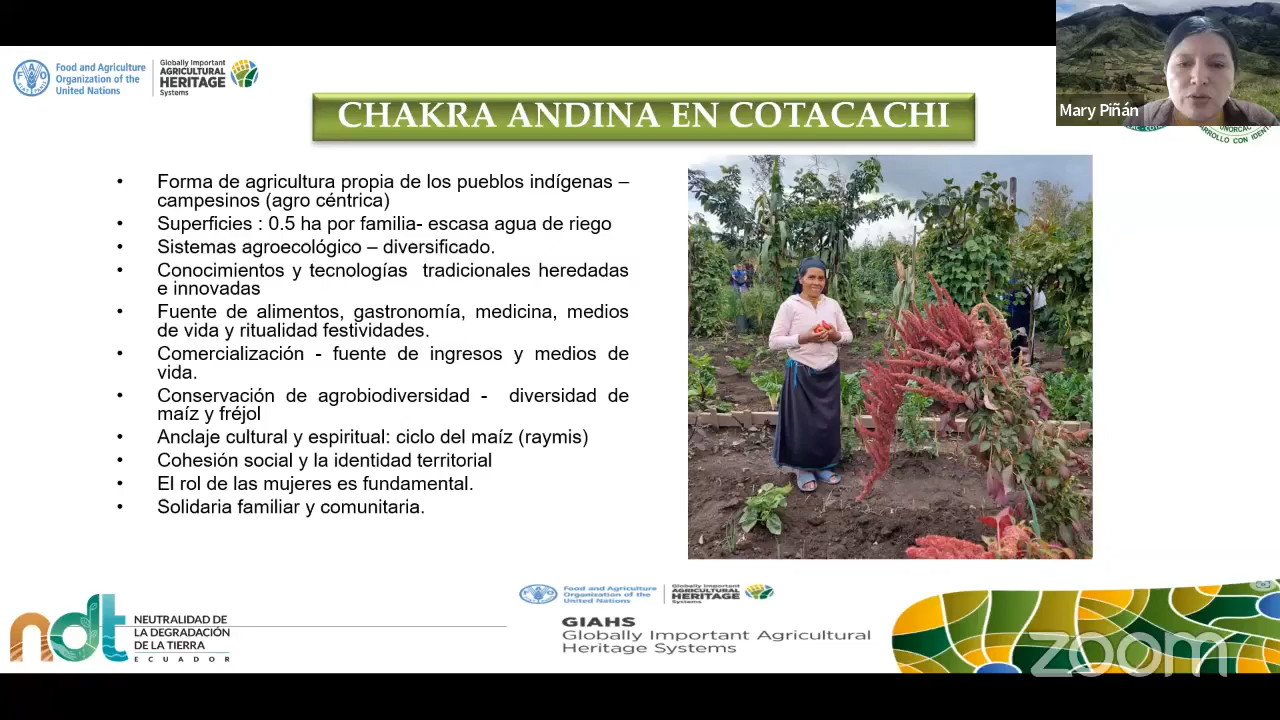 Food and Agriculture
Organization of the
United Nations
Globally Important
AGRICULTURAL
HERITAGE
Systems
CHAKRA ANDINA EN COTACACHI
Mary Piñán
DESARROLLO CON IDENTI
• Forma de agricultura propia de los pueblos indígenas –
campesinos (agro céntrica)
• Superficies : 0.5 ha por familia- escasa agua de riego
• Sistemas agroecológico – diversificado.
• Conocimientos y tecnologías tradicionales heredadas
e innovadas
• Fuente de alimentos, gastronomía, medicina, medios
de vida y ritualidad festividades.
• Comercialización - fuente de ingresos y medios de
vida.
• Conservación de agrobiodiversidad - diversidad de
maíz y fréjol
• Anclaje cultural y espiritual: ciclo del maíz (raymis)
• Cohesión social y la identidad territorial
• El rol de las mujeres es fundamental.
• Solidaria familiar y comunitaria.
ndt
NEUTRALIDAD DE
LA DEGRADACIÓN
DE LA TIERRA
ECUADOR
Food and Agriculture
Organization of the
United Nations
Globally Important
AGRICULTURAL
HERITAGE
Systems
GIAHS
Globally Important Agricultural
Heritage Systems
zoom